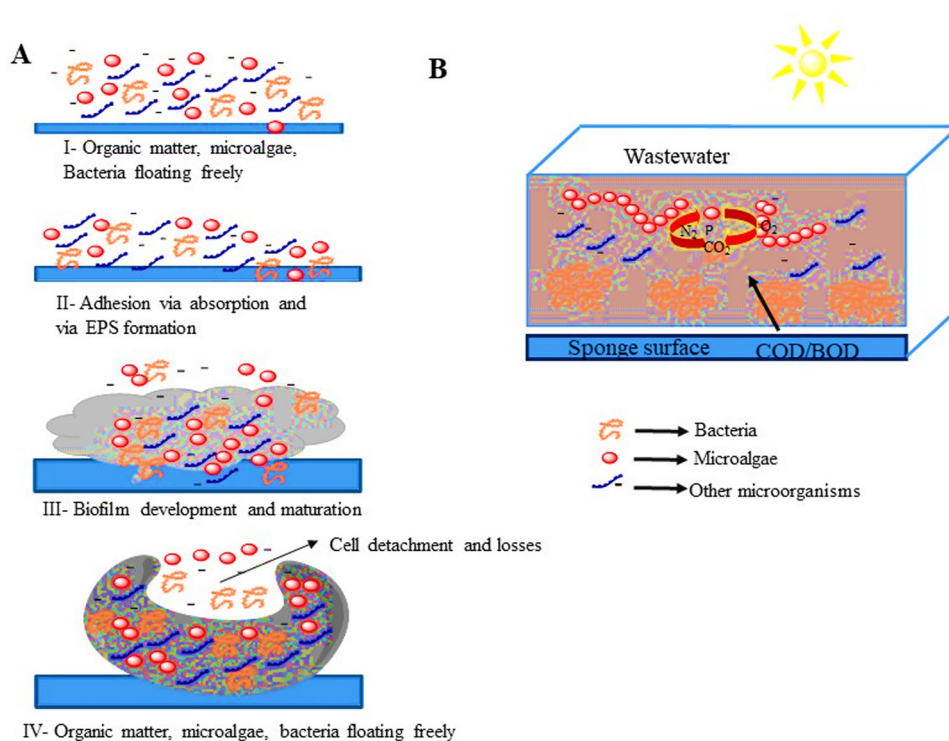 A
I- Organic matter, microalgae,
Bacteria floating freely
II- Adhesion via absorption and
via EPS formation
III- Biofilm development and maturation
Cell detachment and losses
IV- Organic matter, microalgae, bacteria floating freely
B
Wastewater
N2 P O2
CO2
Sponge surface COD/BOD
Bacteria
Microalgae
Other microorganisms